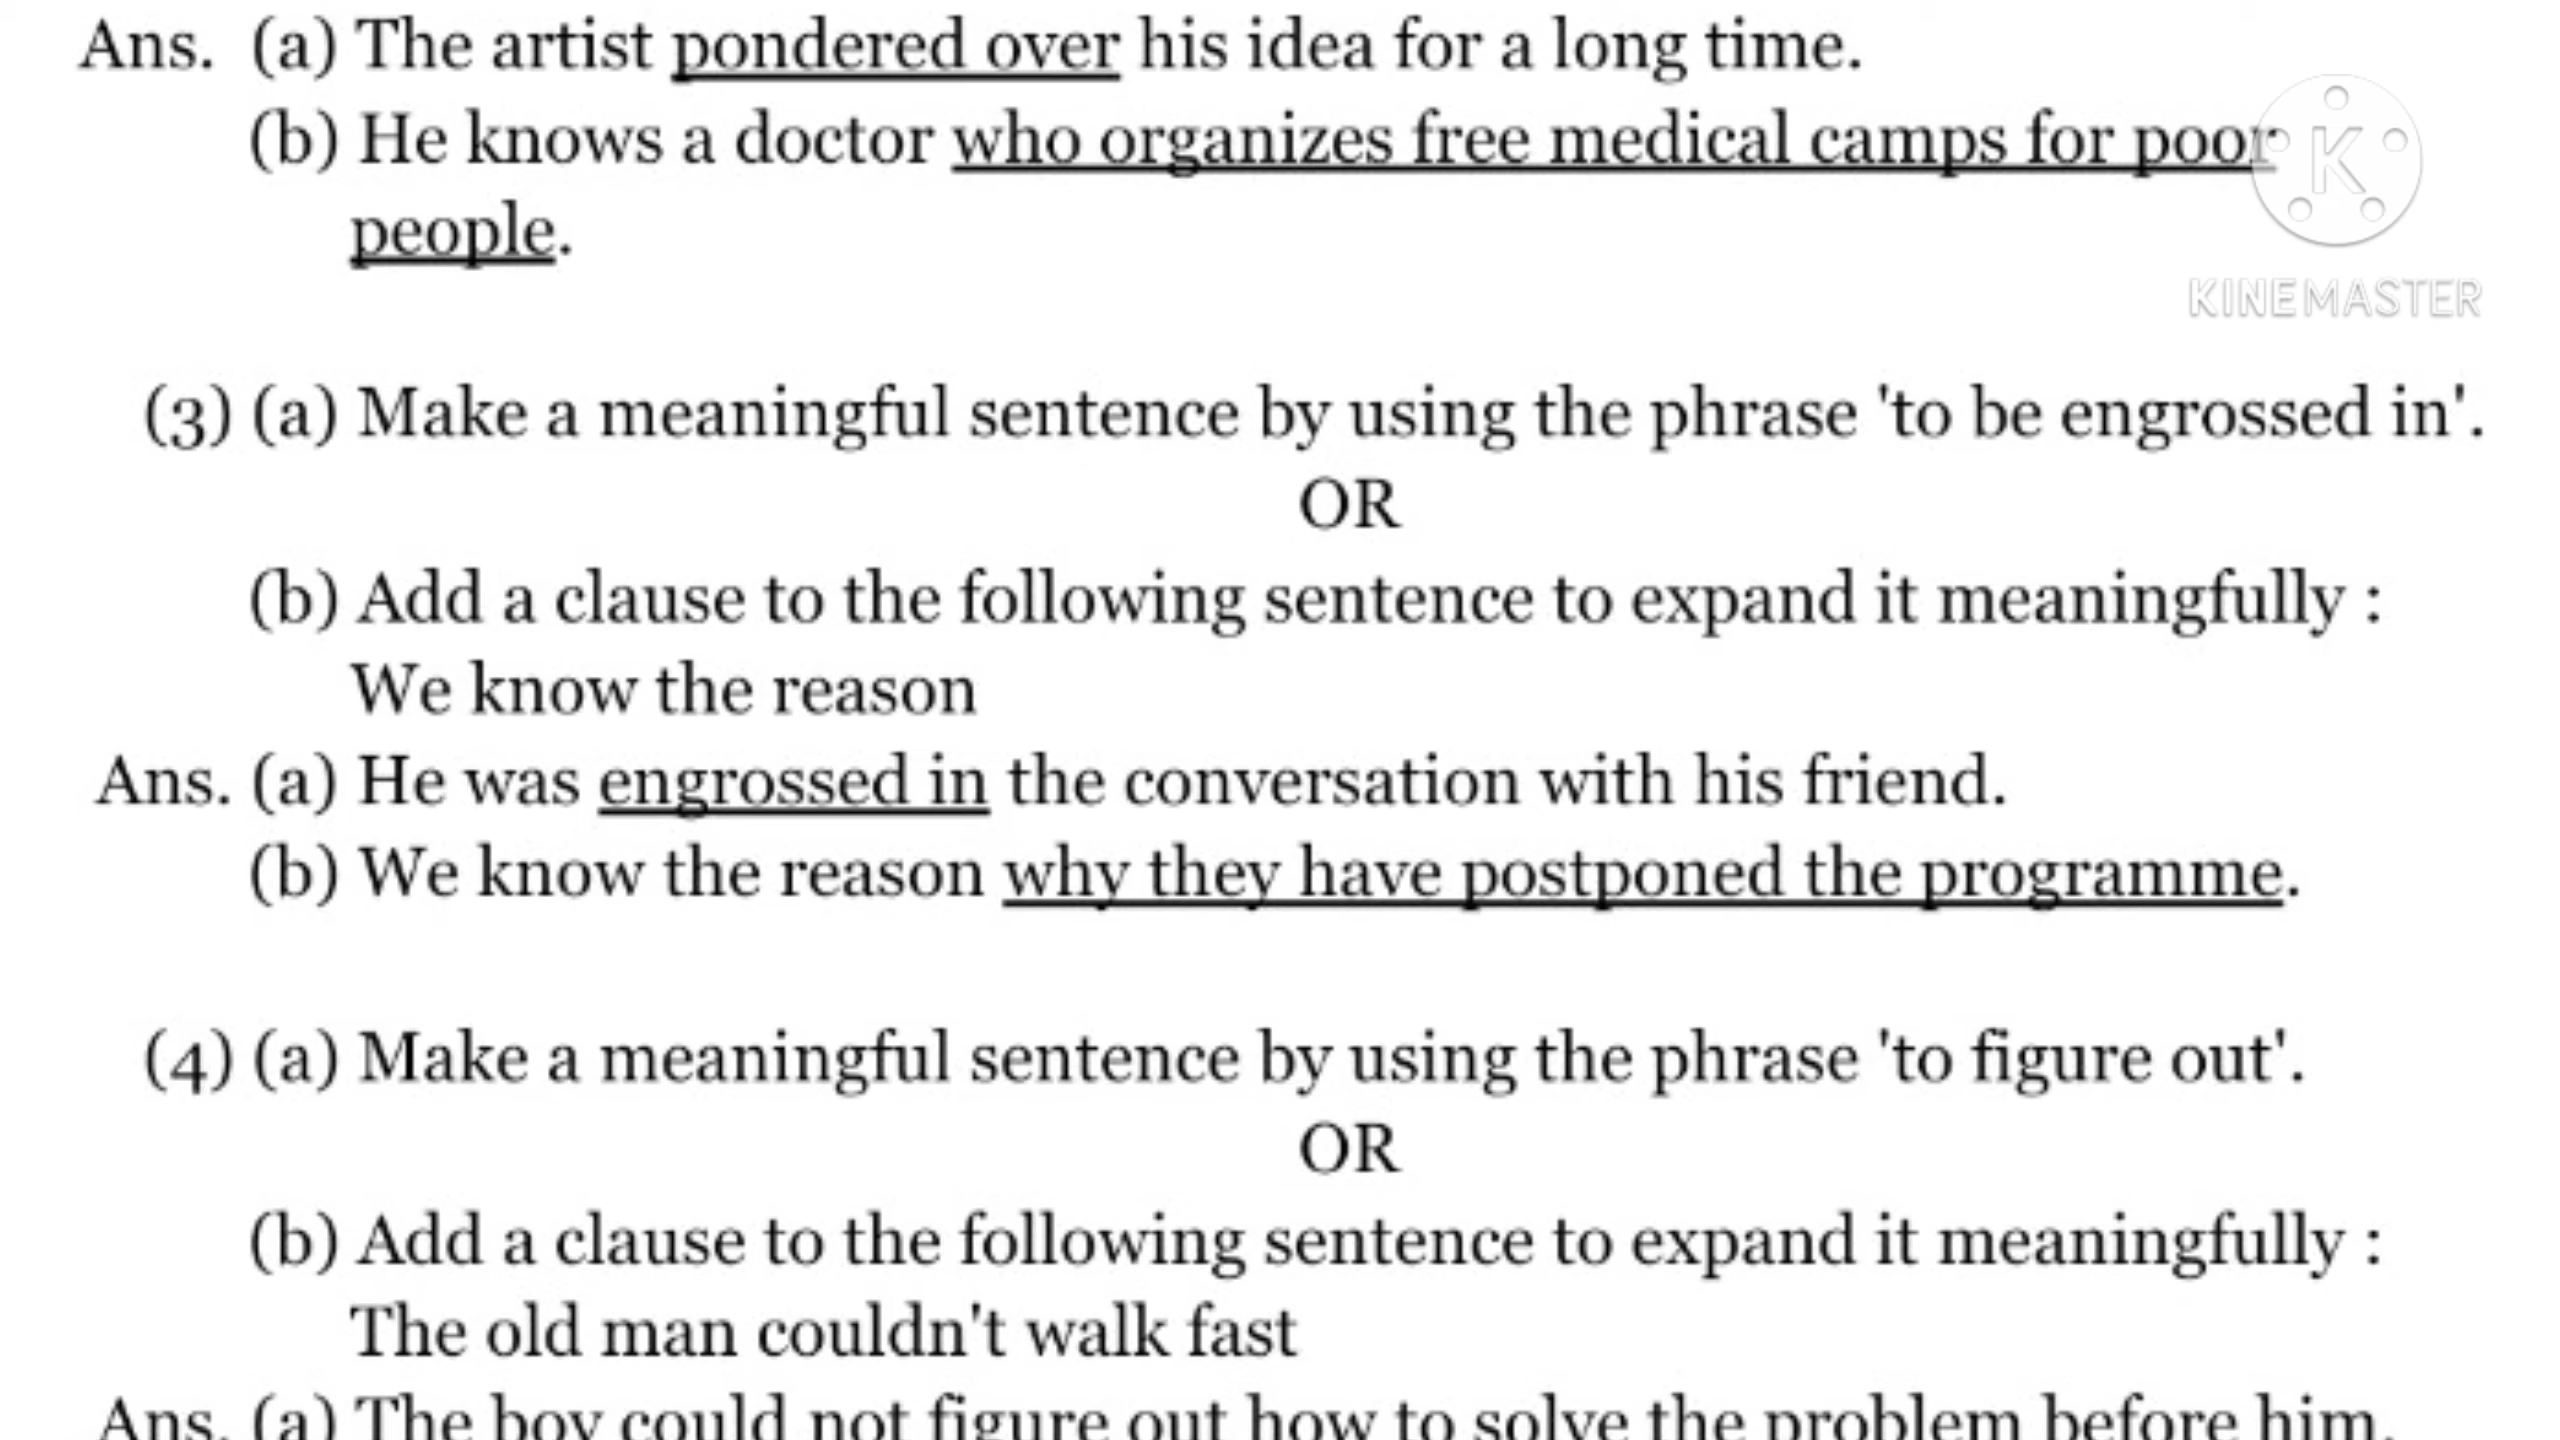 Ans. (a) The artist pondered over his idea for a long time.
(b) He knows a doctor who organizes free medical camps for poor
people.
KINEMASTER
(3) (a) Make a meaningful sentence by using the phrase 'to be engrossed in'.
OR
(b) Add a clause to the following sentence to expand it meaningfully :
We know the reason
Ans. (a) He was engrossed in the conversation with his friend.
(b) We know the reason why they have postponed the programme.
(4) (a) Make a meaningful sentence by using the phrase 'to figure out'.
OR
(b) Add a clause to the following sentence to expand it meaningfully :
The old man couldn't walk fast
Ans. (a) The boy could not figure out how to solve the problem before him.